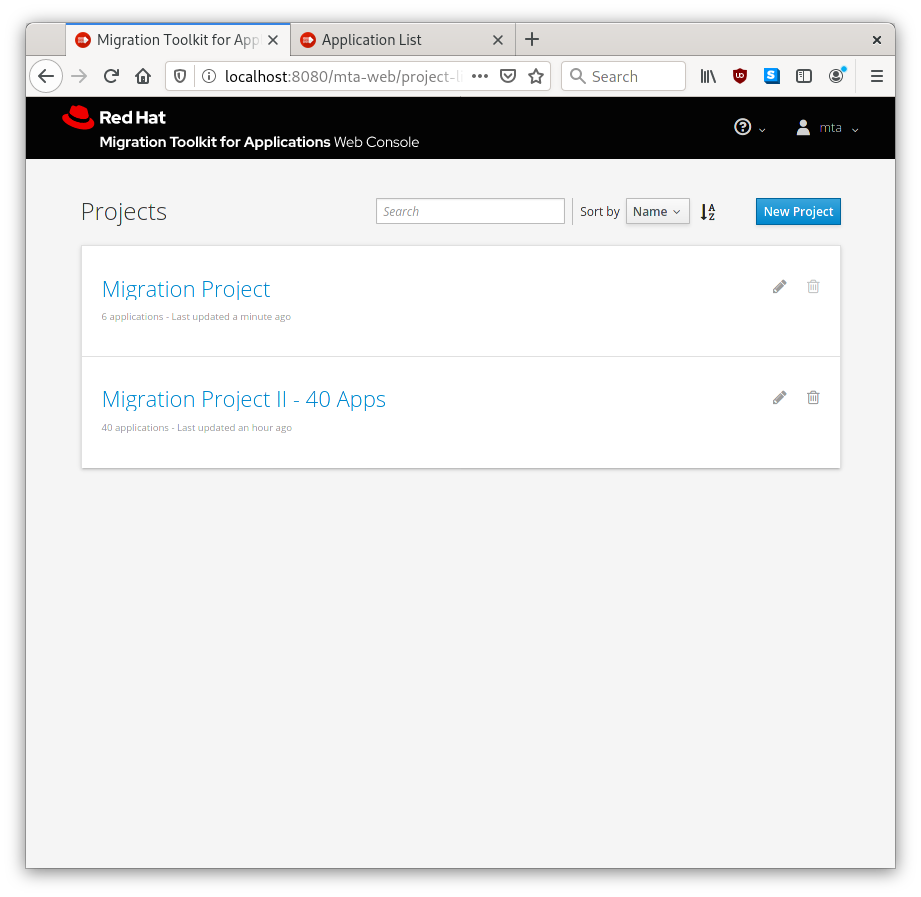 Migration Toolkit for App
Application List
localhost:8080/mta-web/project-l
Search
Red Hat
Migration Toolkit for Applications Web Console
mta
Projects
Search
Sort by
Name
New Project
Migration Project
6 applications - Last updated a minute ago
Migration Project II - 40 Apps
40 applications - Last updated an hour ago